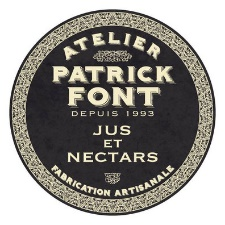 ATELIER
PATRICK
FONT
DEPUIS 1993
JUS
ET
NECTARS
FABRICATION ARTISANALE